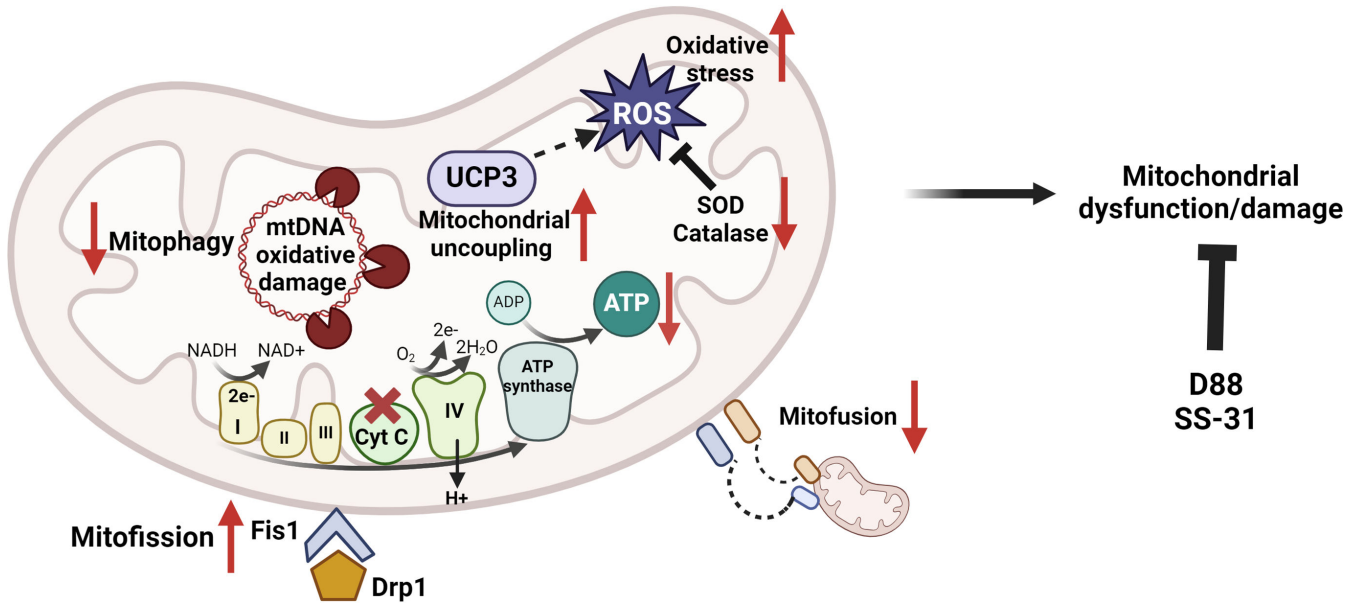 Oxidative
stress
ROS
UCP3
Mitochondrial
uncoupling
SOD
Catalase
Mitophagy
mtDNA
oxidative
damage
ADP
ATP
NADH
NAD+
O₂
2e-
2H₂O
ATP
synthase
2e-
I
II
III
Cyt C
IV
H+
Mitofusion
Mitofission
Fis1
Drp1
Mitochondrial
dysfunction/damage
D88
SS-31